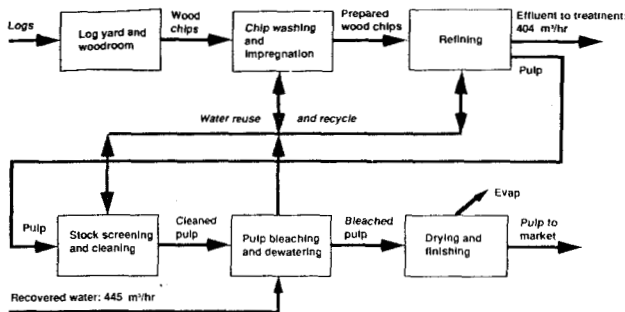 Logs
Log yard and
woodroom
Wood
chips
Chip washing
and
impregnation
Prepared
wood chips
Refining
Effluent to treatment:
404 m³/hr
Pulp
Water reuse and recycle
Pulp
Stock screening
and cleaning
Cleaned
pulp
Pulp bleaching
and dewatering
Bleached
pulp
Drying and
finishing
Evap
Pulp to
market
Recovered water: 445 m³/hr